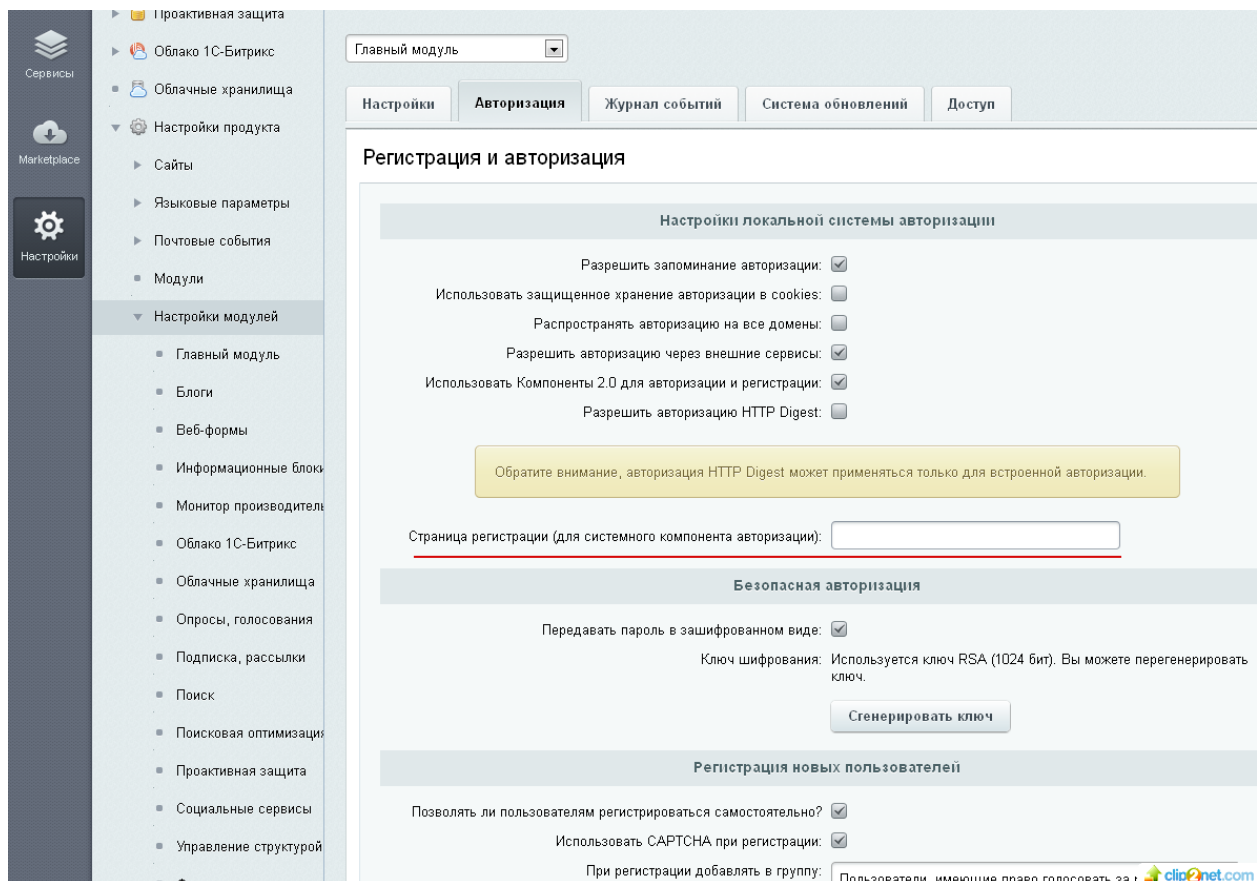 Проактивная защита
Облако 1С-Битрикс
Облачные хранилища
Настройки продукта
Сайты
Языковые параметры
Почтовые события
Модули
Настройки модулей
Главный модуль
Блоги
Веб-формы
Информационные блоки
Монитор производитель
Облако 1С-Битрикс
Облачные хранилища
Опросы, голосования
Подписка, рассылки
Поиск
Поисковая оптимизация
Проактивная защита
Социальные сервисы
Управление структурой
Сервисы
Marketplace
Настройки
Главный модуль
Настройки Авторизация Журнал событий Система обновлений Доступ
Регистрация и авторизация
Настройки локальной системы авторизации
Разрешить запоминание авторизации:
Использовать защищенное хранение авторизации в cookies:
Распространять авторизацию на все домены:
Разрешить авторизацию через внешние сервисы:
Использовать Компоненты 2.0 для авторизации и регистрации:
Разрешить авторизацию HTTP Digest:
Обратите внимание, авторизация HTTP Digest может применяться только для встроенной авторизации.
Страница регистрации (для системного компонента авторизации):
Безопасная авторизация
Передавать пароль в зашифрованном виде:
Ключ шифрования: Используется ключ RSA (1024 бит). Вы можете перегенерировать
ключ.
Сгенерировать ключ
Регистрация новых пользователей
Позволять ли пользователям регистрироваться самостоятельно?
Использовать CAPTCHA при регистрации:
При регистрации добавлять в группу:
Пользователи, имеющие право голосовать за
clip2net.com